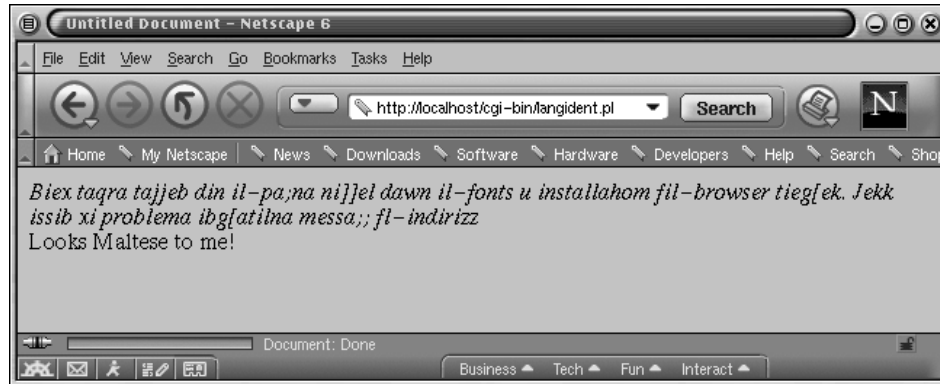 Untitled Document – Netscape 6
File Edit View Search Go Bookmarks Tasks Help
http://localhost/cgi-bin/langident.pl Search N
Home My Netscape News Downloads Software Hardware Developers Help Search Shop
Biex taqra tajjeb din il-pa;na ni]]el dawn il-fonts u installahom fil-browser tieg[ek. Jekk
issib xi problema ibg[atilna messa;; fl-indirizz
Looks Maltese to me!
Document: Done
Business Tech Fun Interact